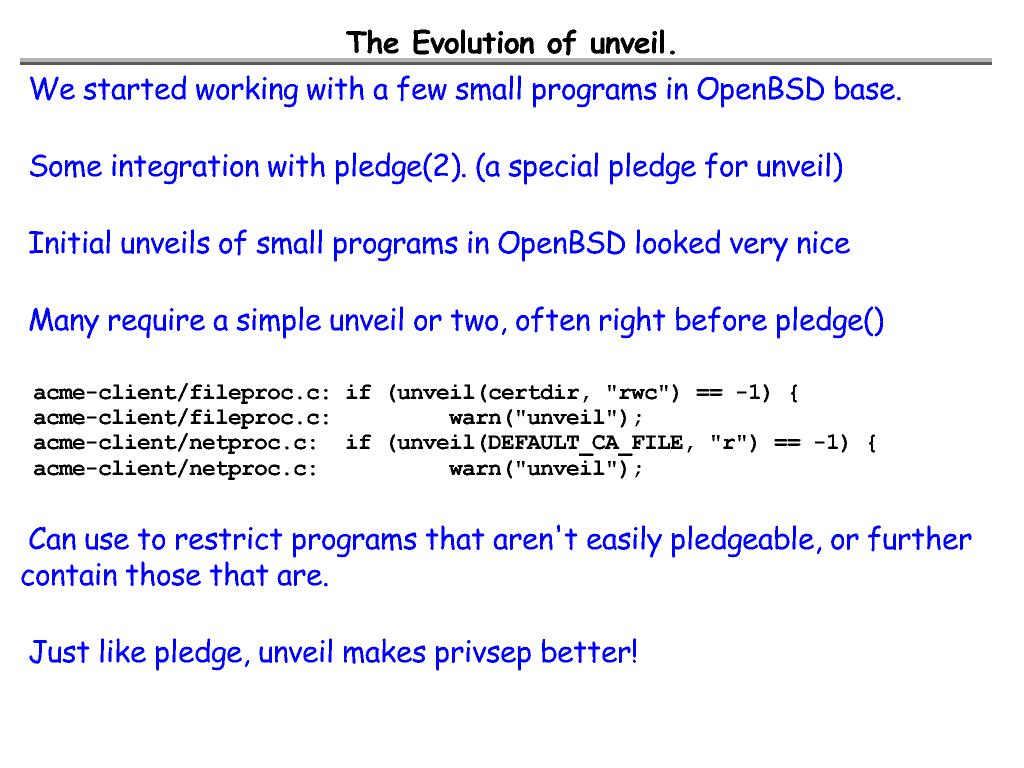 The Evolution of unveil.
We started working with a few small programs in OpenBSD base.
Some integration with pledge(2). (a special pledge for unveil)
Initial unveils of small programs in OpenBSD looked very nice
Many require a simple unveil or two, often right before pledge()
acme-client/fileproc.c: if (unveil(certdir, "rwc") == -1) {
acme-client/fileproc.c:         warn("unveil");
acme-client/netproc.c:  if (unveil(DEFAULT_CA_FILE, "r") == -1) {
acme-client/netproc.c:          warn("unveil");
Can use to restrict programs that aren't easily pledgeable, or further
contain those that are.
Just like pledge, unveil makes privsep better!